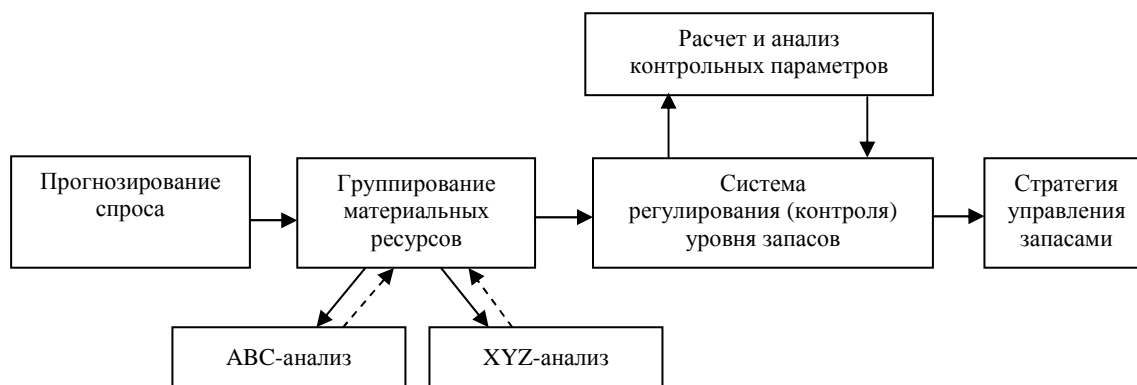 Расчет и анализ
контрольных параметров
Прогнозирование
спроса
Группирование
материальных
ресурсов
Система
регулирования (контроля)
уровня запасов
Стратегия
управления
запасами
ABC-анализ
XYZ-анализ